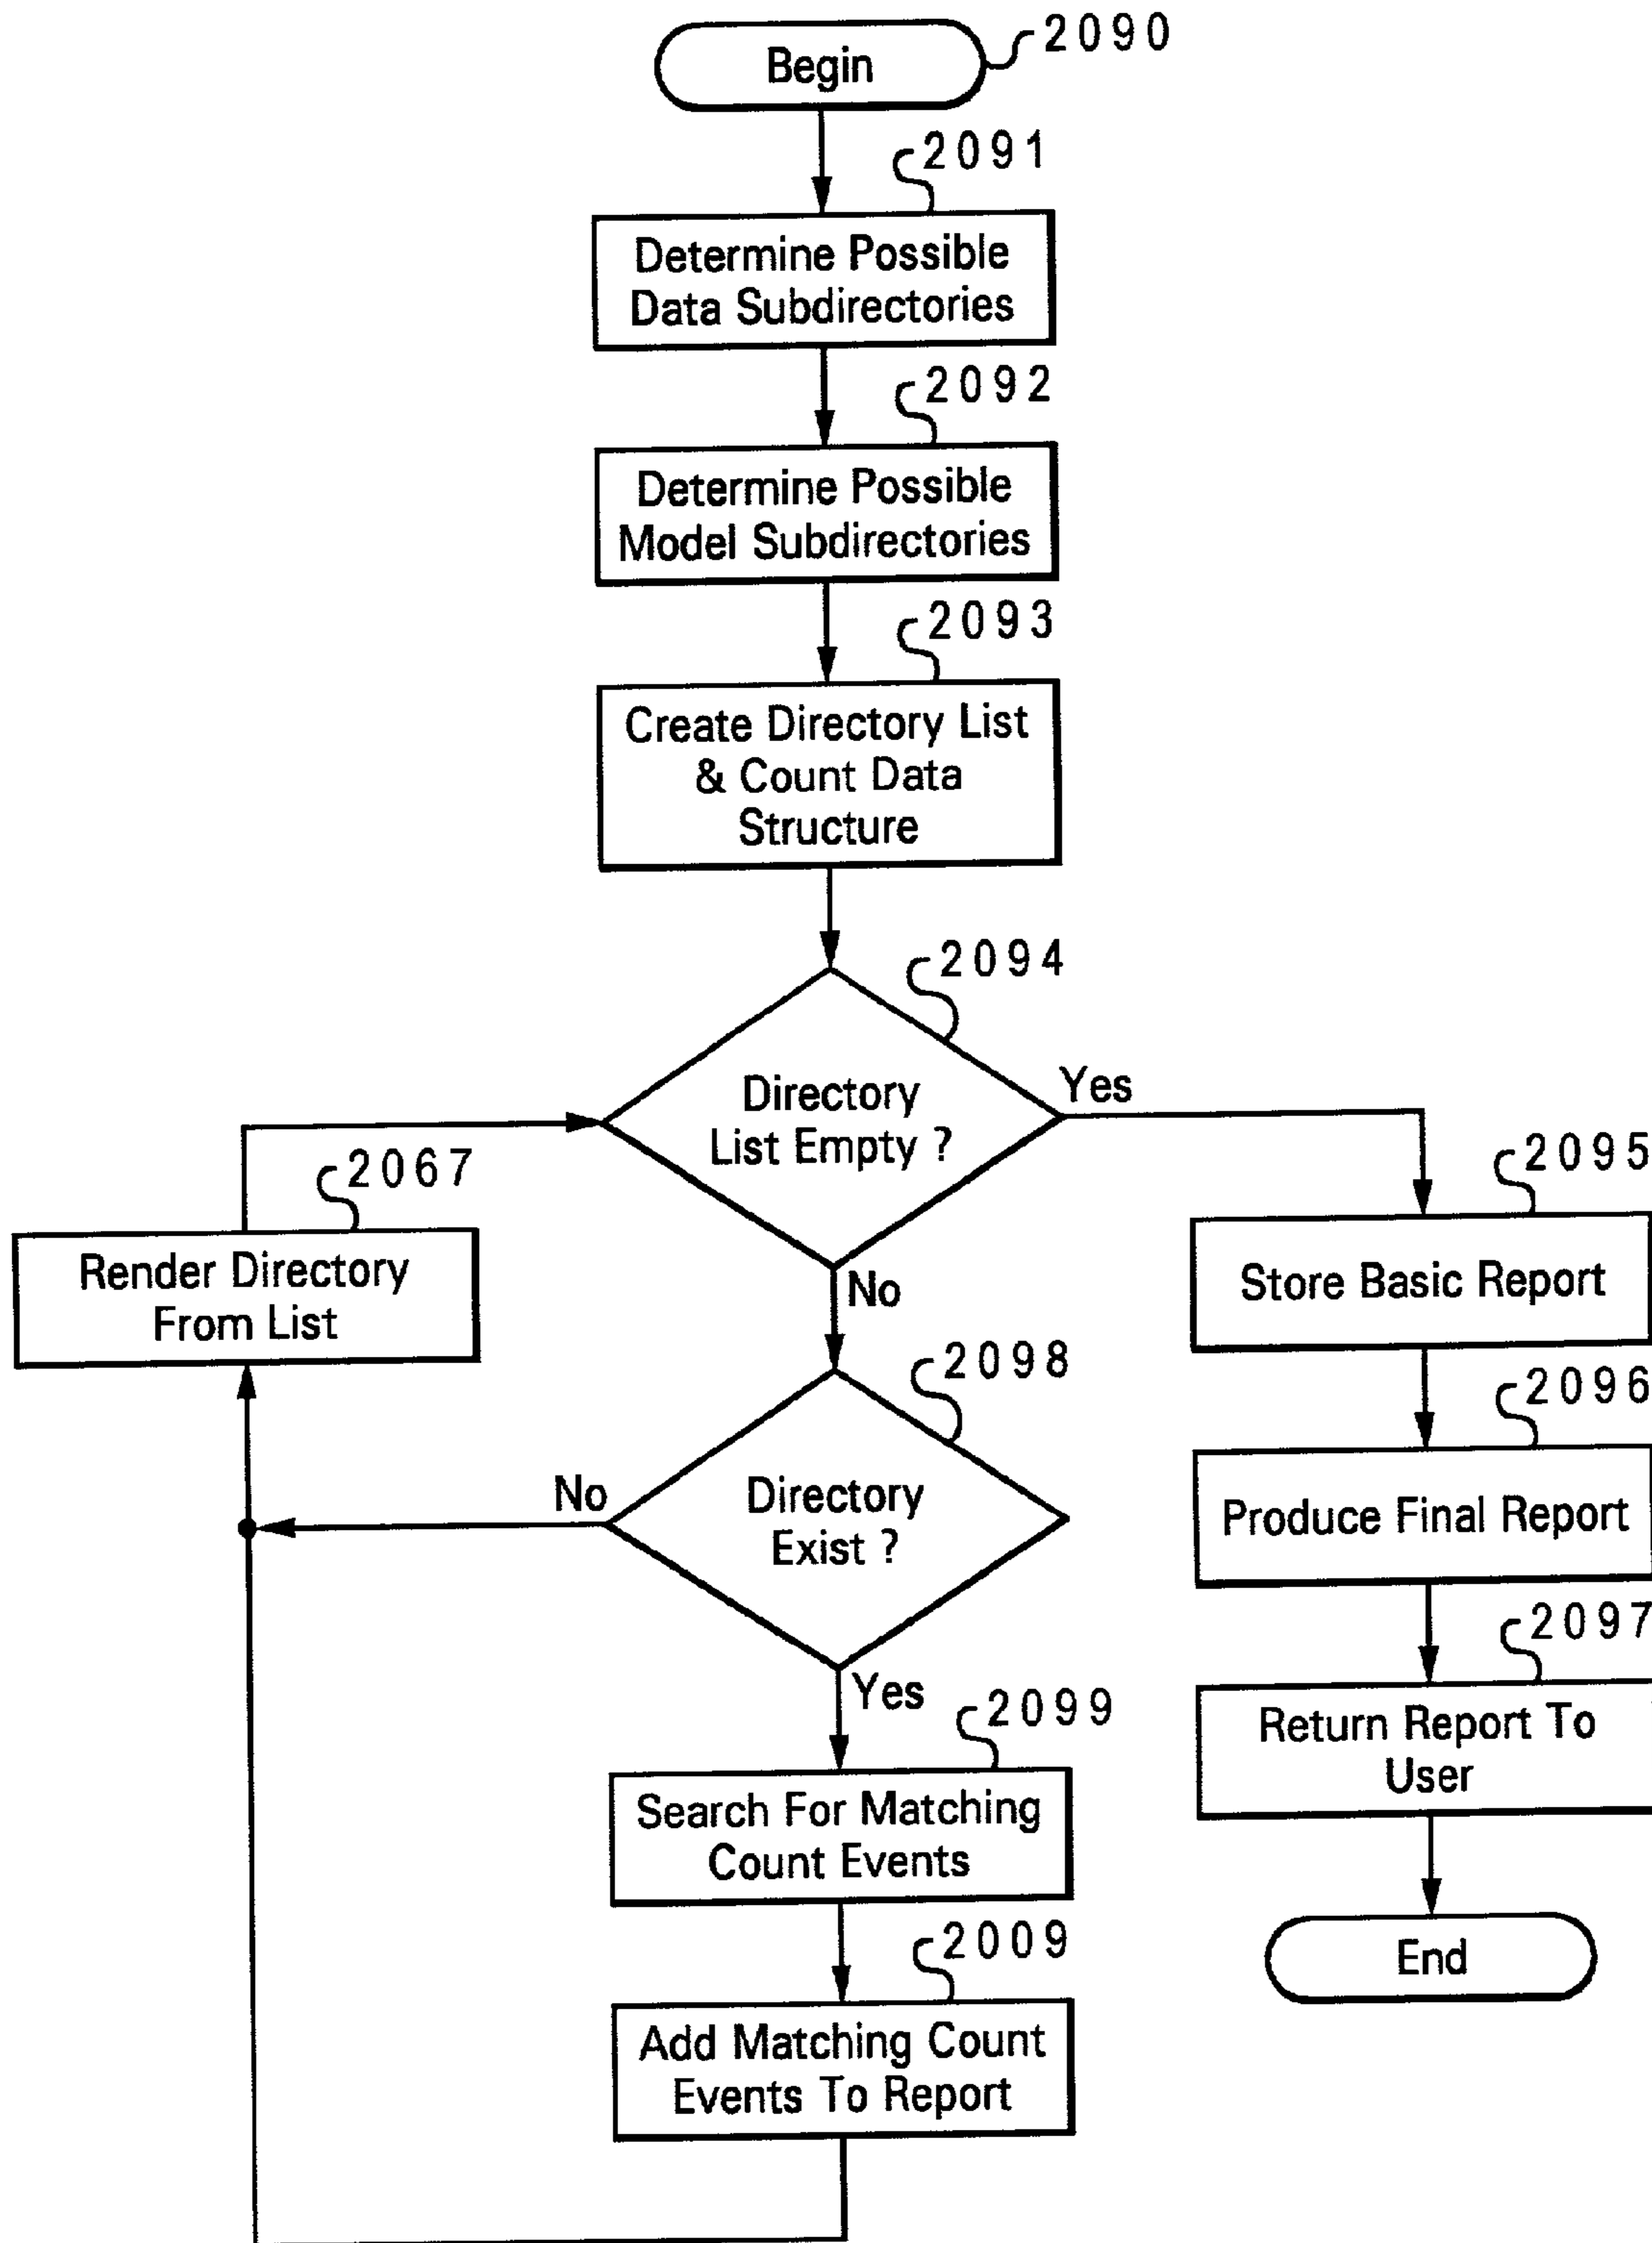 Begin
2090
2091
Determine Possible
Data Subdirectories
2092
Determine Possible
Model Subdirectories
2093
Create Directory List
& Count Data
Structure
2094
Directory
List Empty ?
Yes
No
2067
Render Directory
From List
2095
Store Basic Report
2098
Directory
Exist ?
No
Yes
2096
Produce Final Report
2097
Return Report To
User
2099
Search For Matching
Count Events
2009
Add Matching Count
Events To Report
End